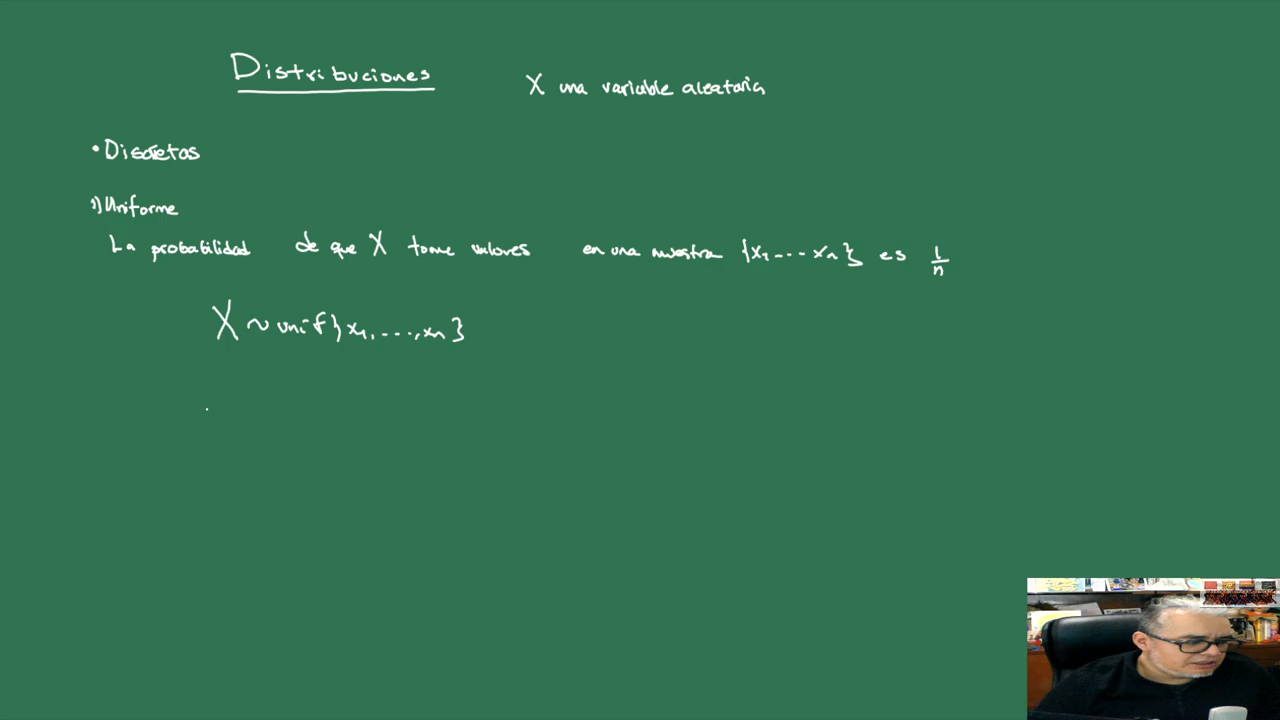 Distribuciones
X una variable aleatoria
• Discretas
1) Uniforme
La probabilidad de que X tome valores en una muestra {x₁, ... xₙ} es 1/n
X ~ unif {x₁, ..., xₙ}